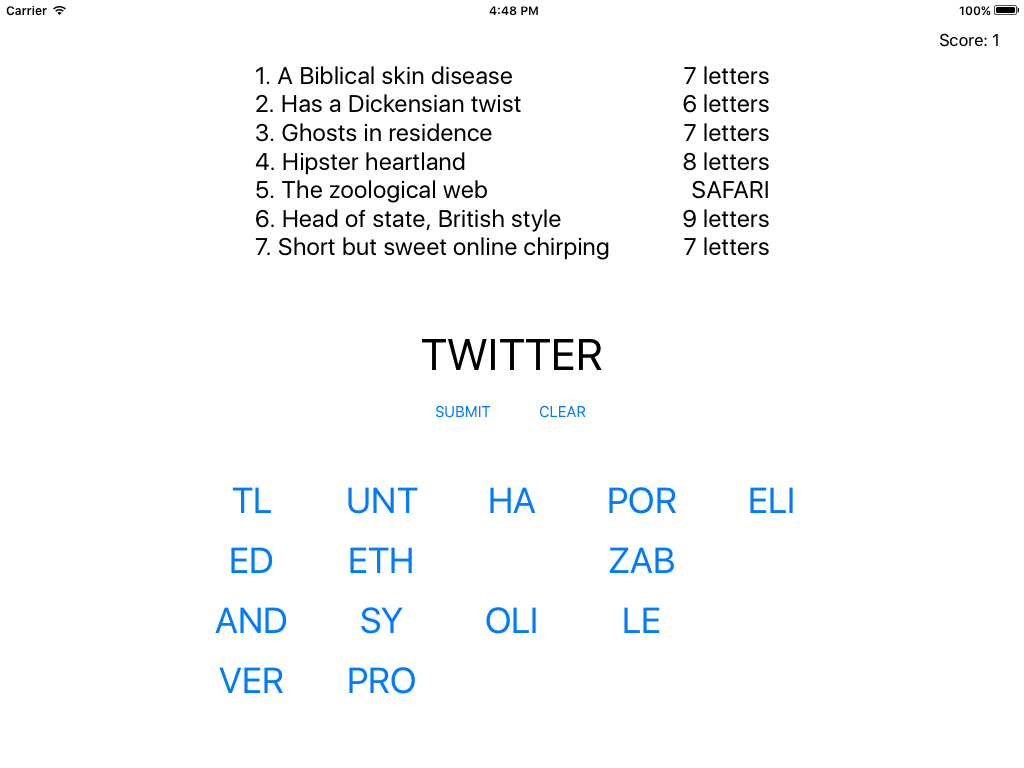 Carrier 4:48 PM 100%
Score: 1
1. A Biblical skin disease 7 letters
2. Has a Dickensian twist 6 letters
3. Ghosts in residence 7 letters
4. Hipster heartland 8 letters
5. The zoological web SAFARI
6. Head of state, British style 9 letters
7. Short but sweet online chirping 7 letters
TWITTER
SUBMIT CLEAR
TL UNT HA POR ELI
ED ETH ZAB
AND SY OLI LE
VER PRO